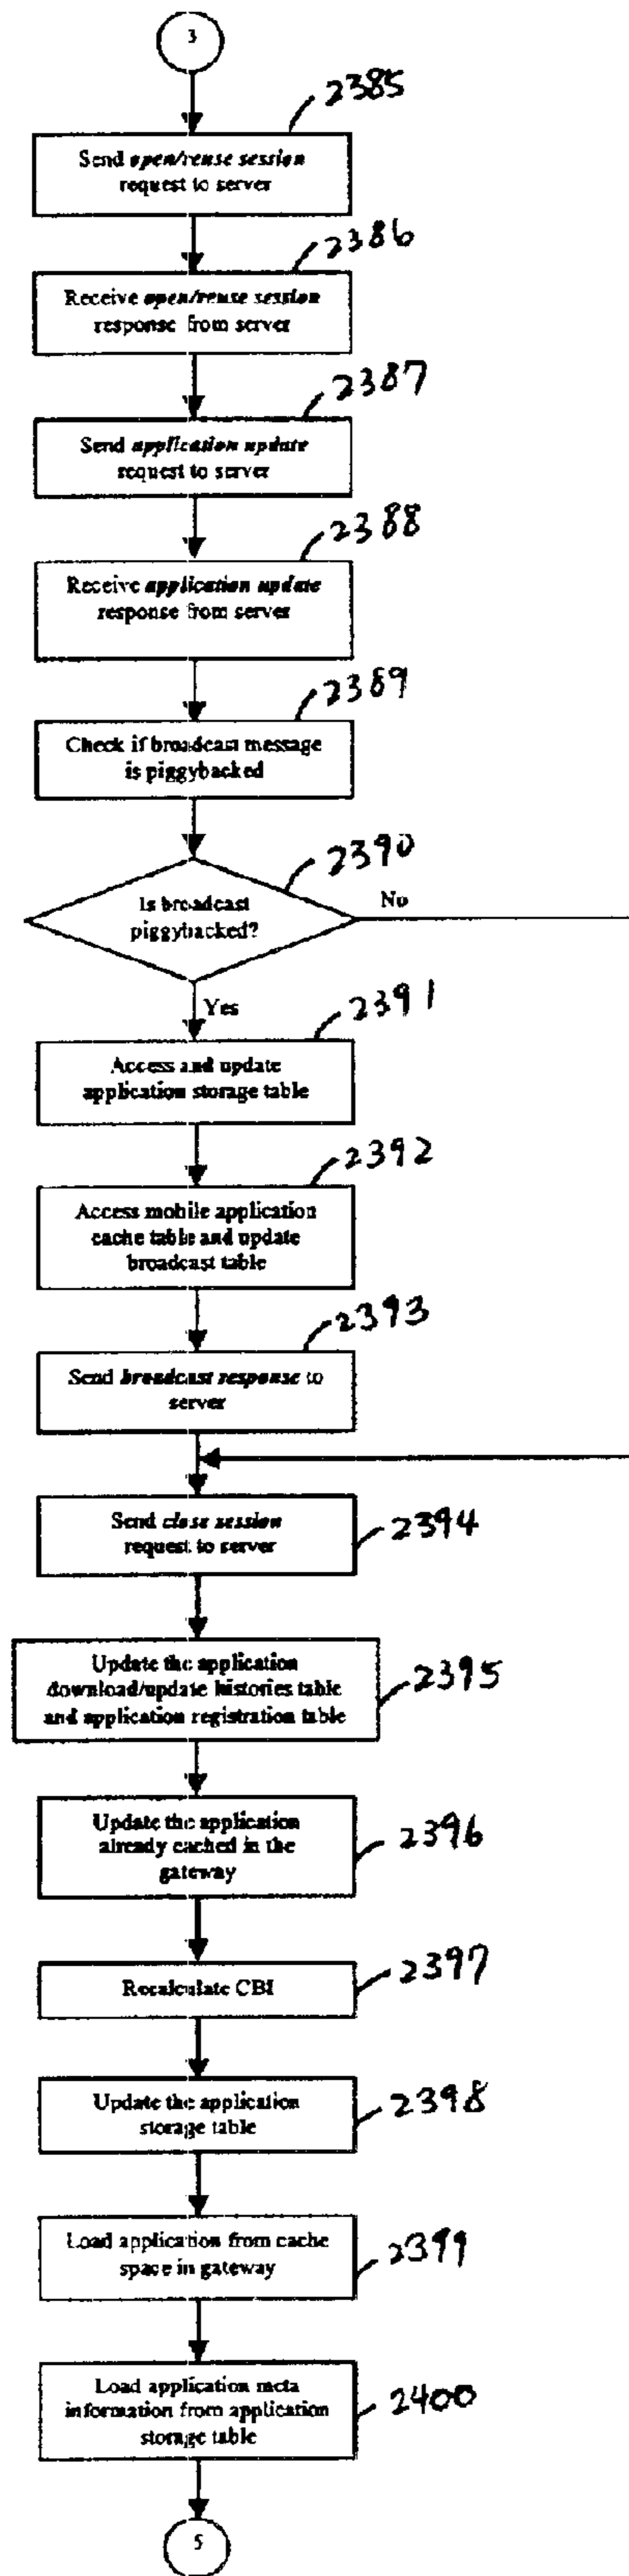 3
2385
Send open/reuse session
request to server
2386
Receive open/reuse session
response from server
2387
Send application update
request to server
2388
Receive application update
response from server
2389
Check if broadcast message
is piggybacked
2390
Is broadcast
piggybacked?
No
Yes
2391
Access and update
application storage table
2392
Access mobile application
cache table and update
broadcast table
2393
Send broadcast response to
server
Send close session
request to server
2394
Update the application
download/update histories table
and application registration table
2395
Update the application
already cached in the
gateway
2396
Recalculate CBI
2397
Update the application
storage table
2398
Load application from cache
space in gateway
2399
Load application meta
information from application
storage table
2400
5